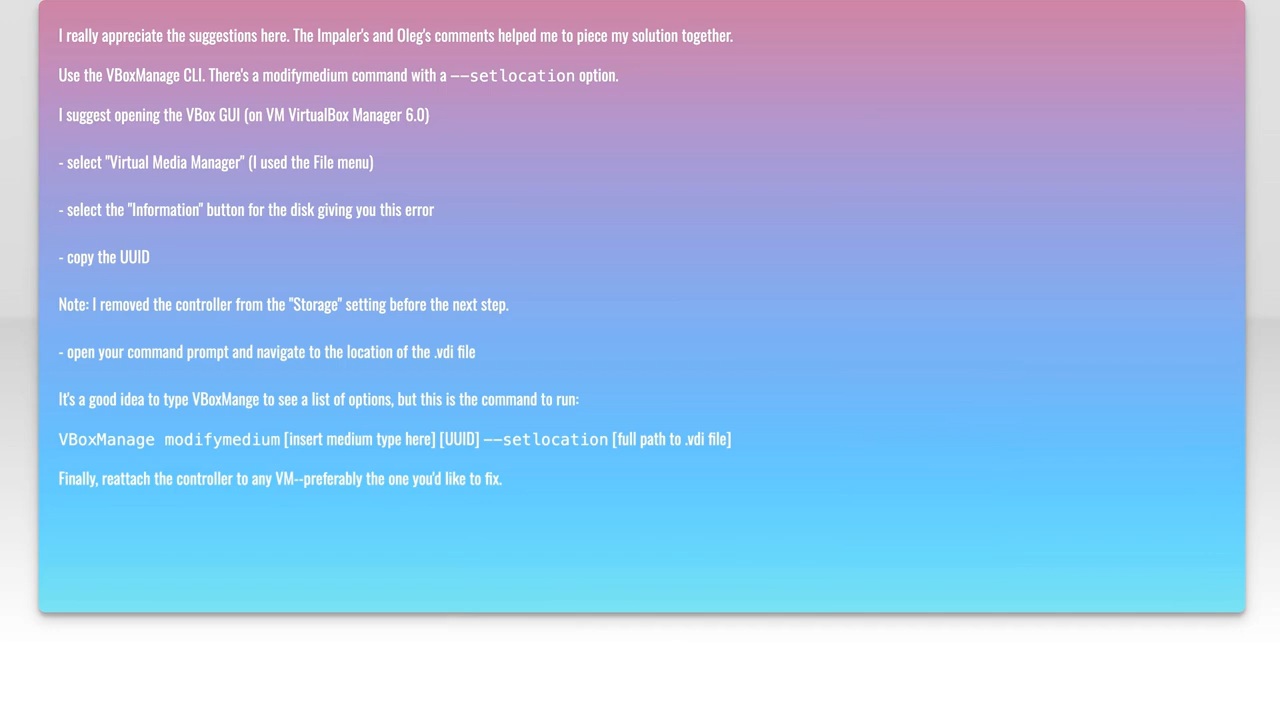 I really appreciate the suggestions here. The Impaler's and Oleg's comments helped me to piece my solution together.
Use the VBoxManage CLI. There's a modifymedium command with a --setlocation option.
I suggest opening the VBox GUI (on VM VirtualBox Manager 6.0)
- select "Virtual Media Manager" (I used the File menu)
- select the "Information" button for the disk giving you this error
- copy the UUID
Note: I removed the controller from the "Storage" setting before the next step.
- open your command prompt and navigate to the location of the .vdi file
It's a good idea to type VBoxMange to see a list of options, but this is the command to run:
VBoxManage modifymedium [insert medium type here] [UUID] --setlocation [full path to .vdi file]
Finally, reattach the controller to any VM--preferably the one you'd like to fix.